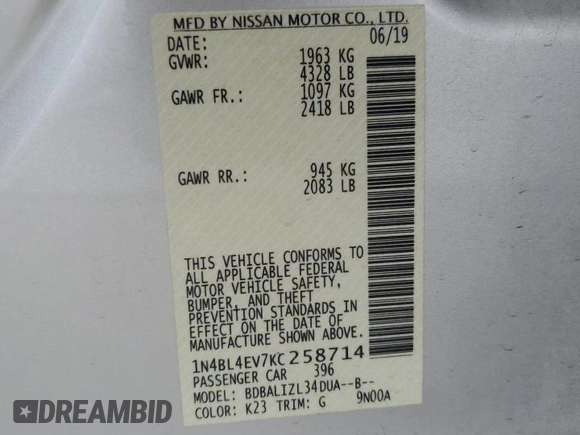 MFD BY NISSAN MOTOR CO., LTD.
DATE: 06/19
GVWR: 1963 KG
4328 LB
GAWR FR.: 1097 KG
2418 LB
GAWR RR.: 945 KG
2083 LB
THIS VEHICLE CONFORMS TO
ALL APPLICABLE FEDERAL
MOTOR VEHICLE SAFETY,
BUMPER, AND THEFT
PREVENTION STANDARDS IN
EFFECT ON THE DATE OF
MANUFACTURE SHOWN ABOVE.
1N4BL4EV7KC258714
PASSENGER CAR 396
MODEL: BDBALIZL34DUA--B--
COLOR: K23 TRIM: G 9N00A
© AMERICANBIDDINGCOMPANY.COM
AUTOBIDMASTER